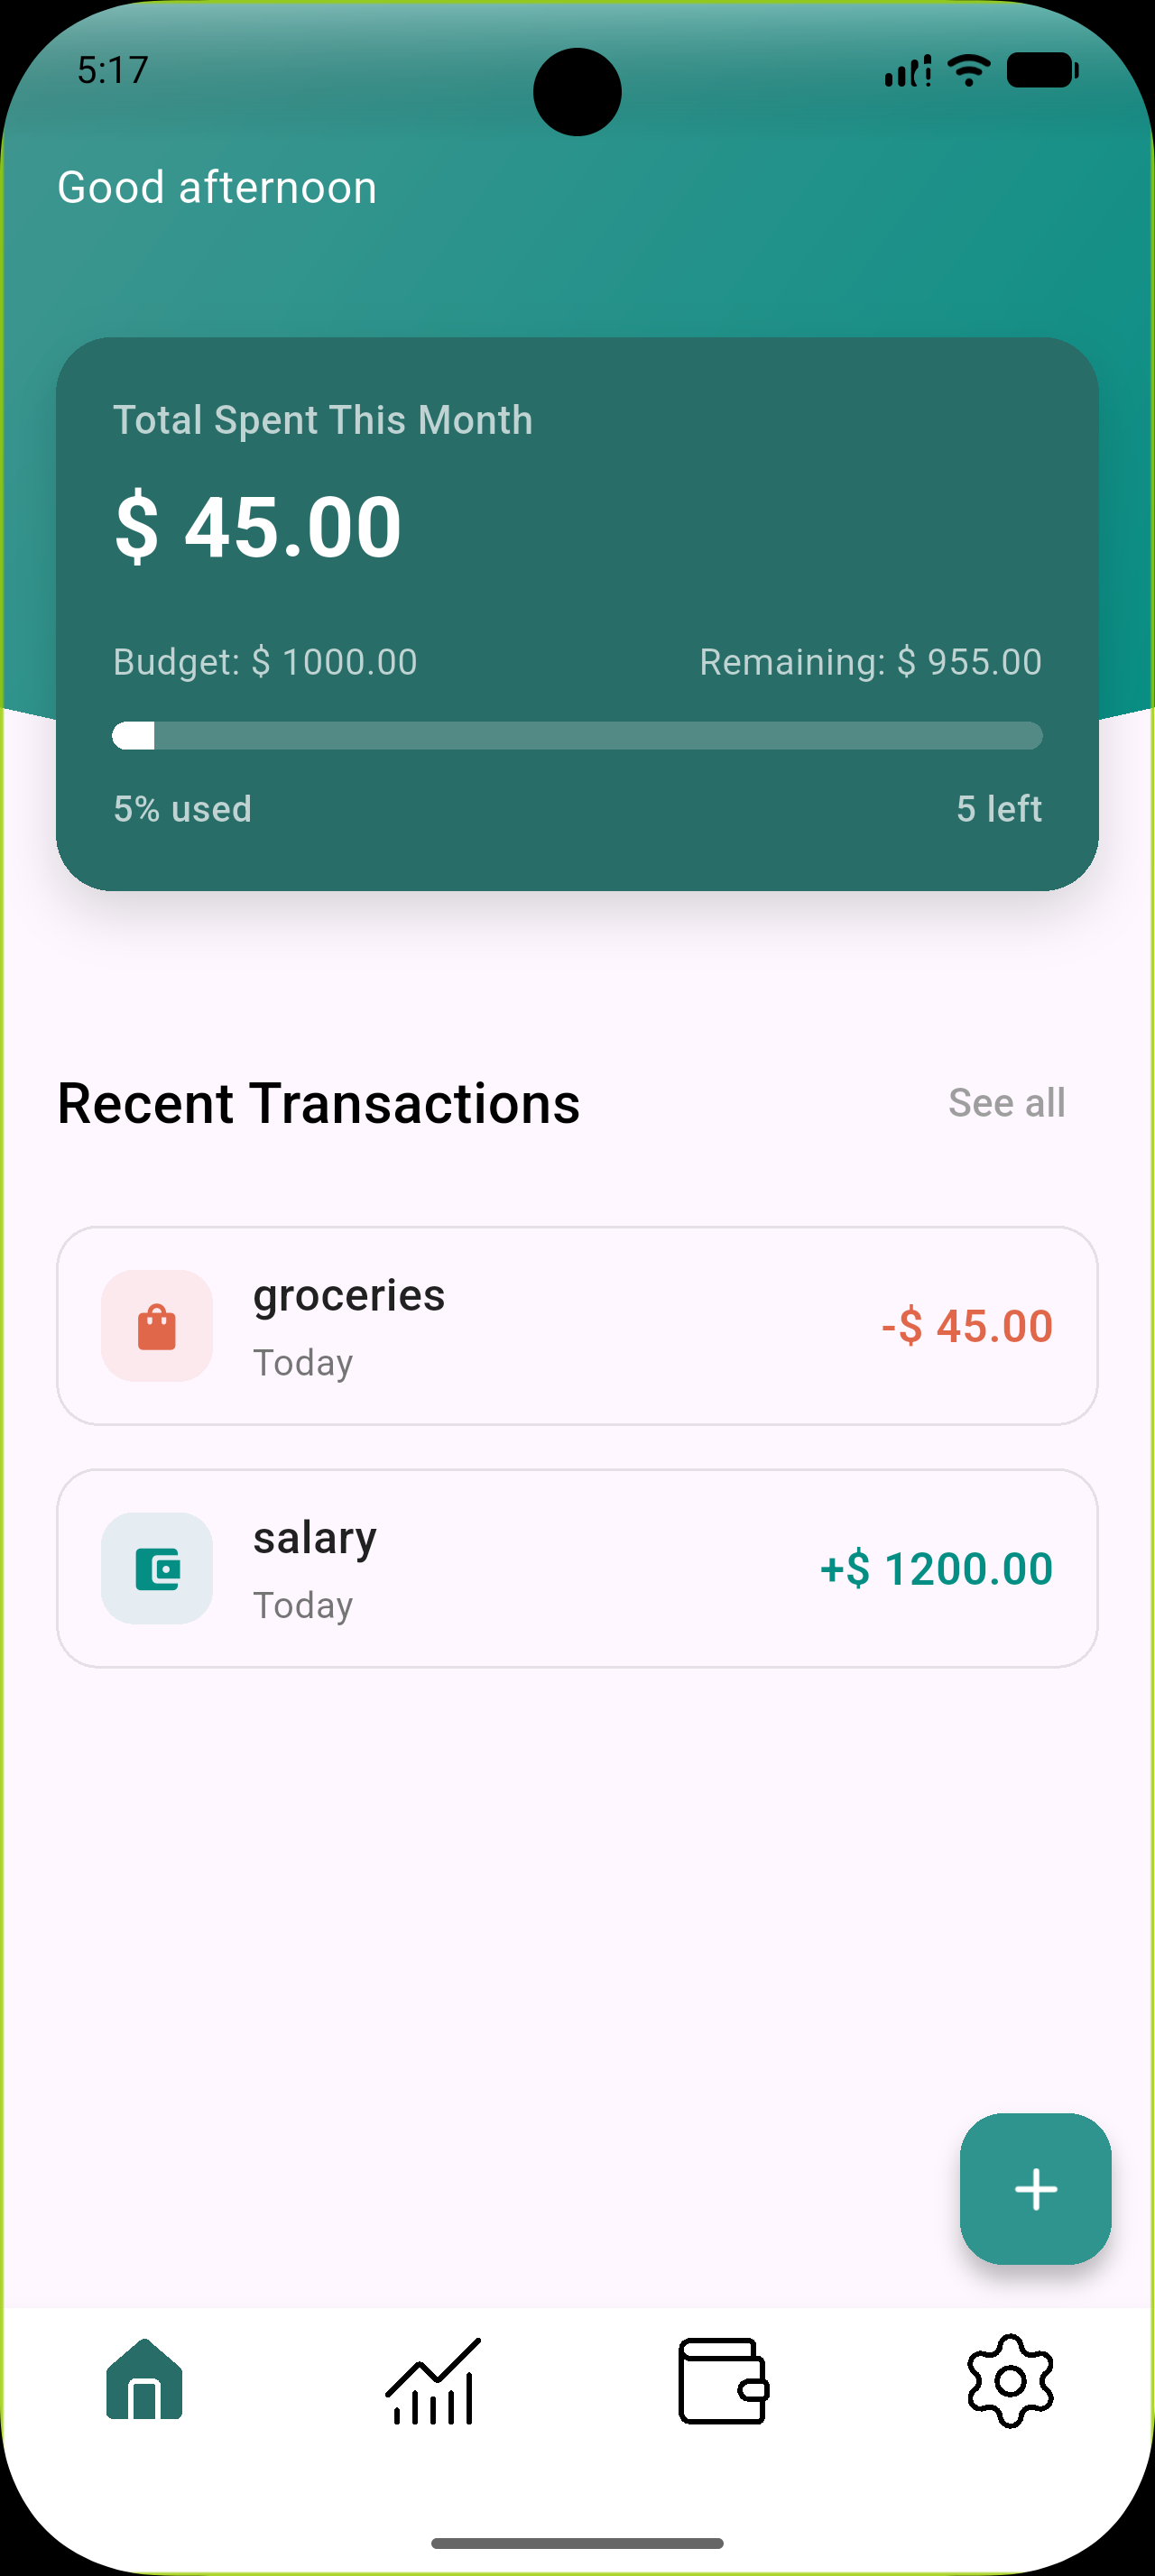 5:17
Good afternoon
Total Spent This Month
$ 45.00
Budget: $ 1000.00
Remaining: $ 955.00
5% used
5 left
Recent Transactions
See all
groceries
Today
-$ 45.00
salary
Today
+$ 1200.00